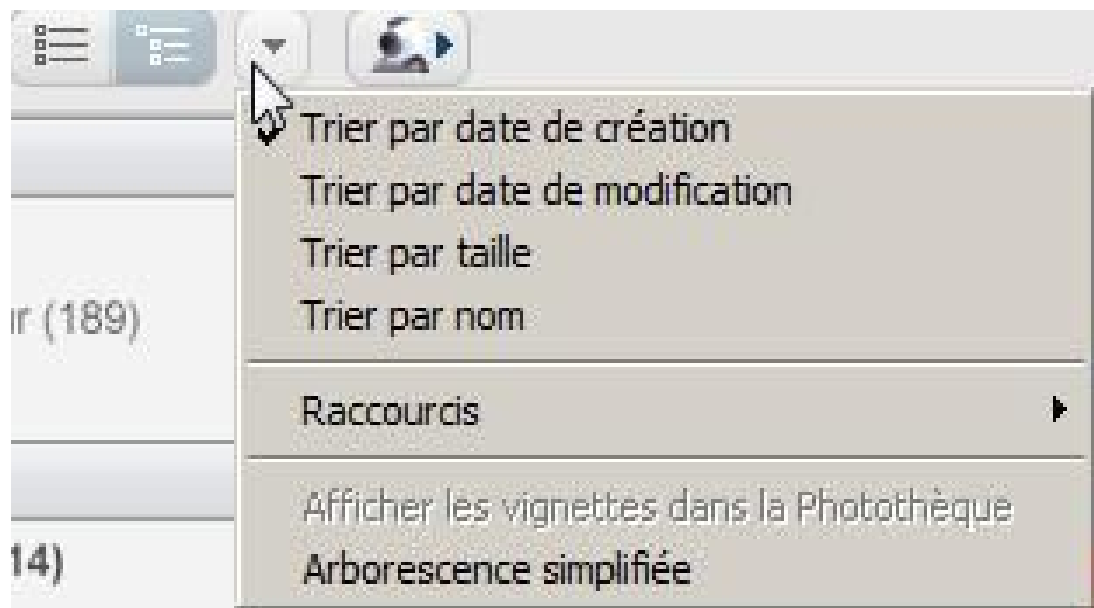 Trier par date de création
Trier par date de modification
Trier par taille
Trier par nom
r (189)
Raccourcis
Afficher les vignettes dans la Photothèque
14)
Arborescence simplifiée